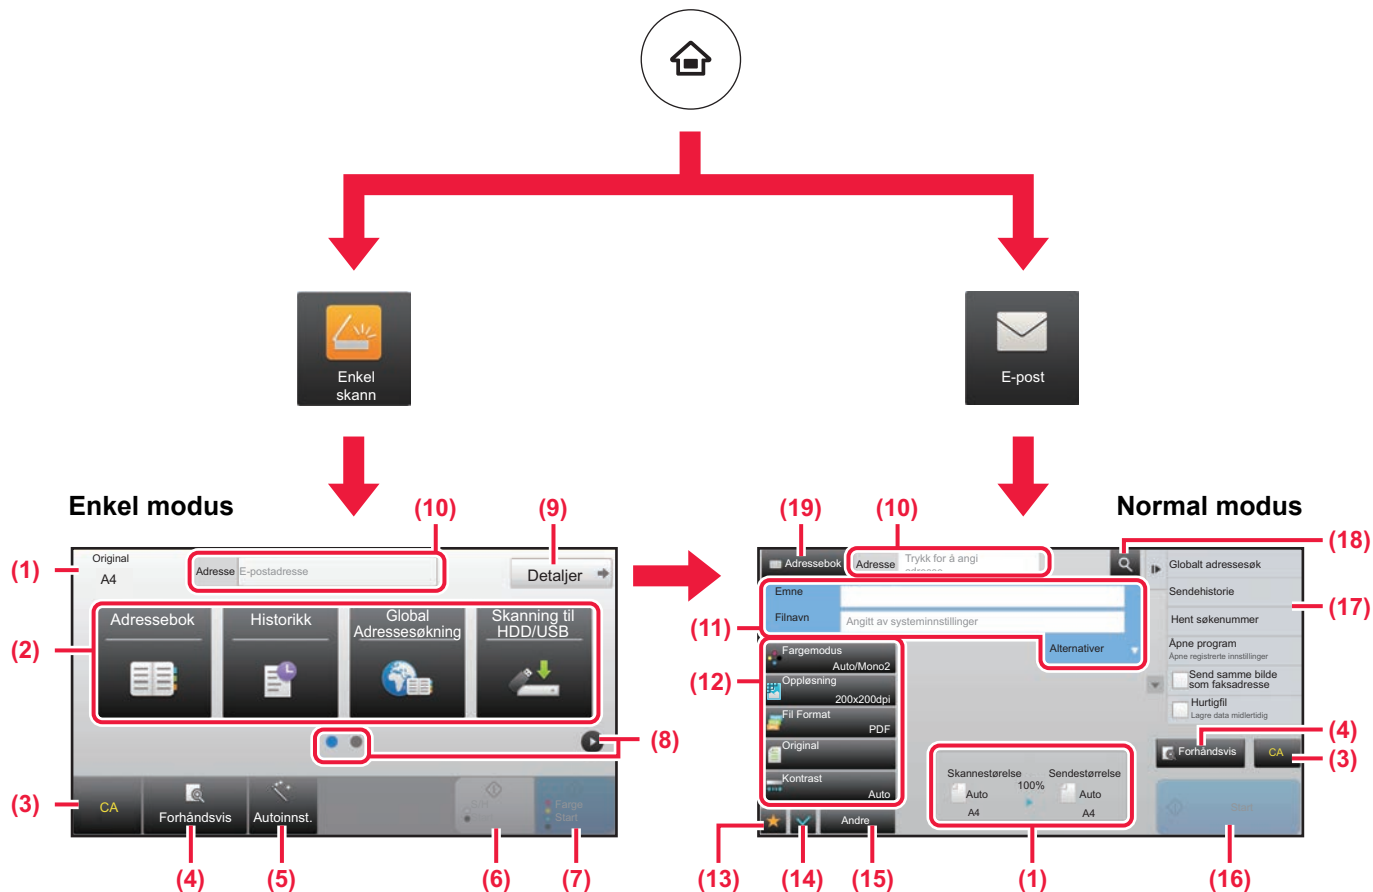 Enkel
skann
E-post
Enkel modus
Normal modus
(10)
(9)
(19)
(10)
(18)
(1)
Original
A4
Adresse
E-postadresse
Detaljer
(2)
Adressebok
Historikk
Global
Adressesøkning
Skanning til
HDD/USB
(8)
(3)
CA
Forhåndsvis
Autoinnst.
Farge
Start
(4)
(5)
(6)
(7)
Adressebok
Adresse
Trykk for å angi
adresse
Emne
Filnavn
Angitt av systeminnstillinger
Alternativer
(11)
(12)
Fargemodus
Auto/Mono2
Oppløsning
200x200dpi
Fil Format
PDF
Original
Kontrast
Auto
Andre
Skannestørelse
100%
Sendestørrelse
Auto
A4
Auto
A4
Globalt adressesøk
Sendehistorie
Hent søkenummer
Åpne program
Åpne registrerte innstillinger
Send samme bilde
som faksadresse
Hurtigfil
Lagre data midlertidig
(17)
Forhåndsvis
CA
(4)
(3)
(13)
(14)
(15)
(1)
(16)